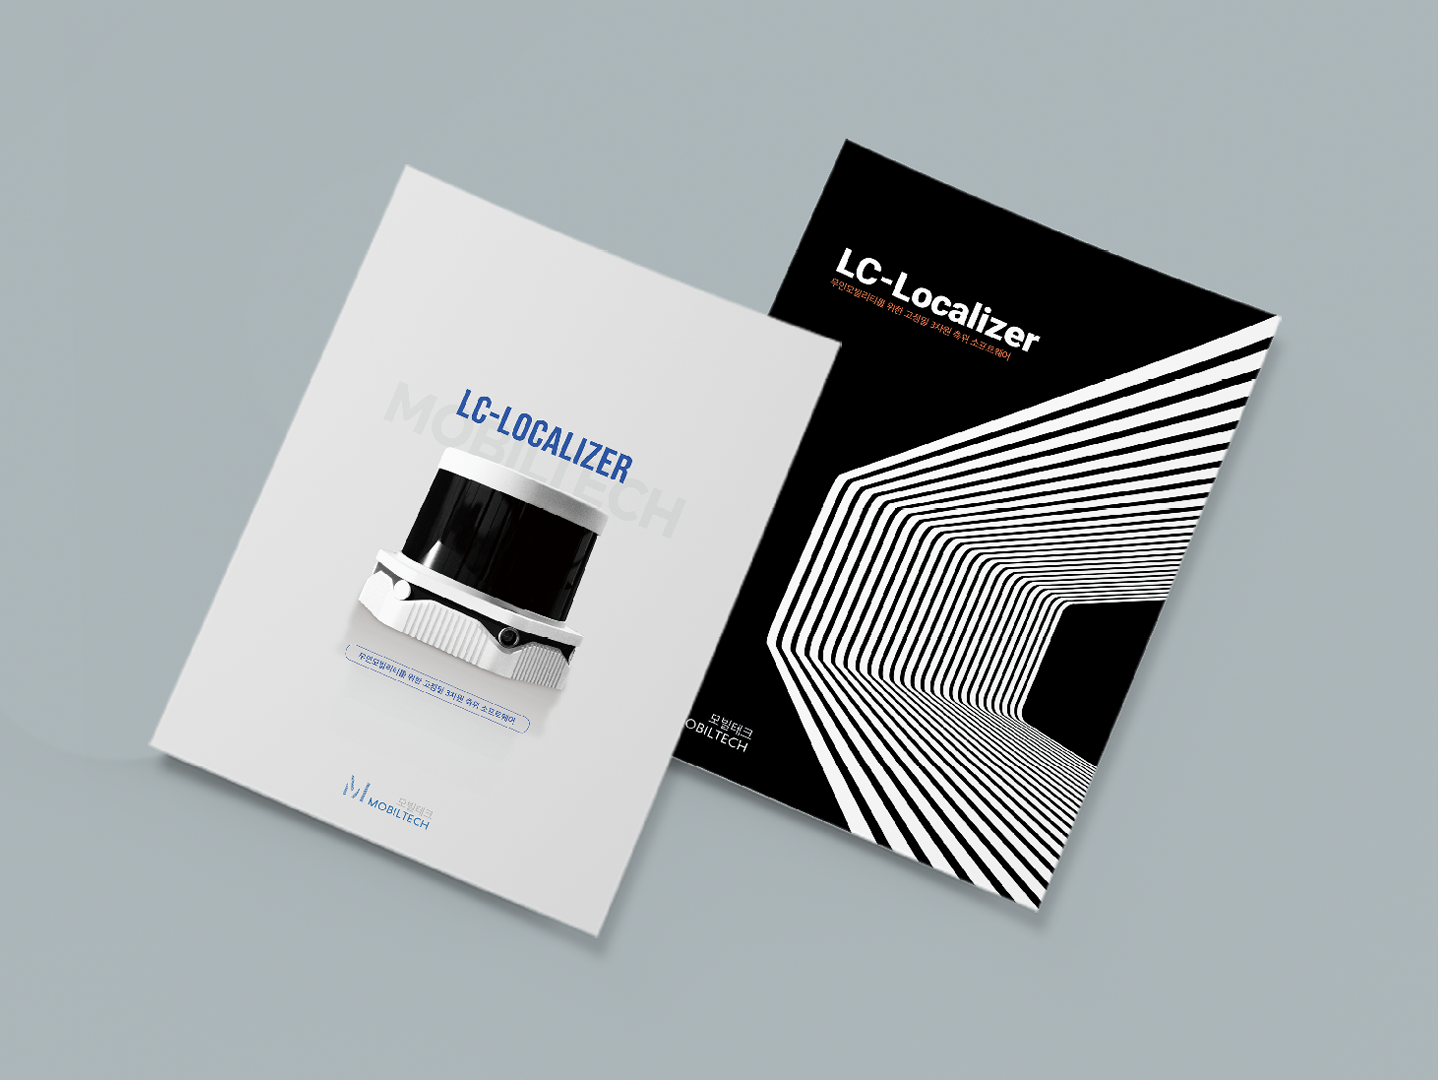 LC-LOCALIZER
MOBILTECH
무인모빌리티를 위한 고정밀 3차원 측위 소프트웨어
모빌테크
MOBILTECH
LC-Localizer
무인모빌리티를 위한 고정밀 3차원 측위 소프트웨어
모빌테크
OBILTECH